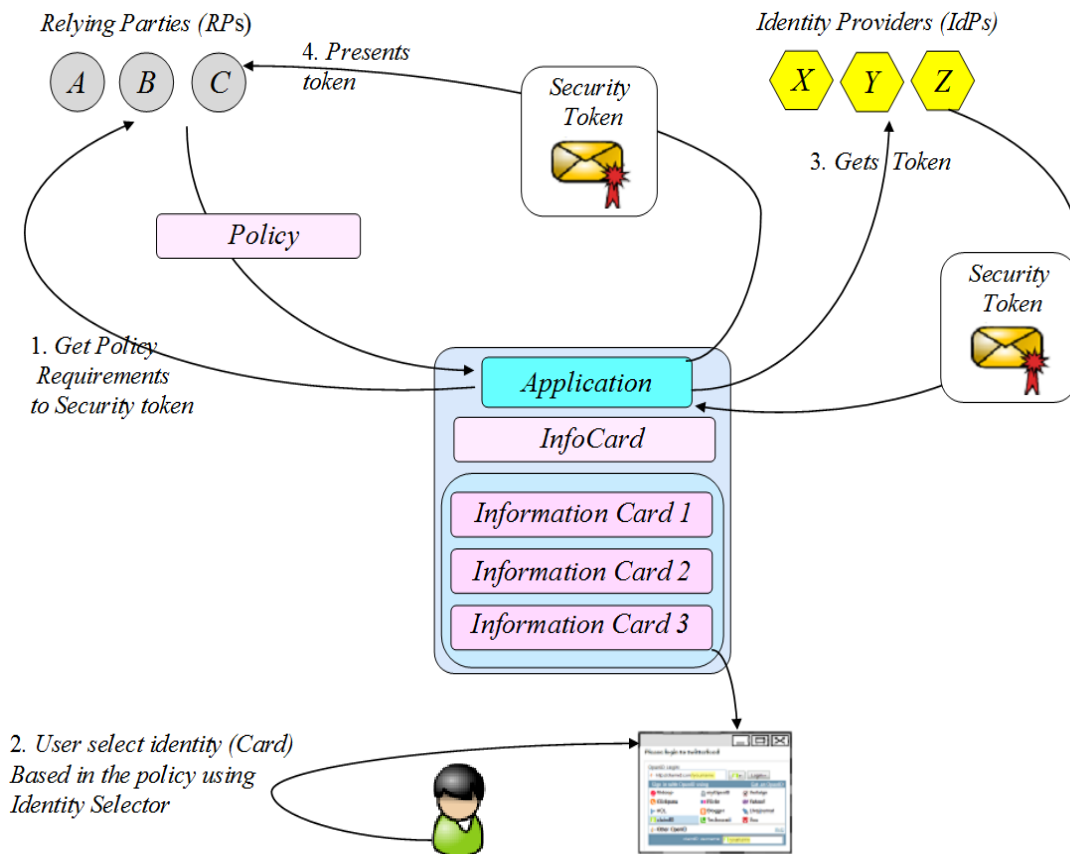 Relying Parties (RPs)
A
B
C
4. Presents
token
Security
Token
Identity Providers (IdPs)
X
Y
Z
3. Gets Token
Policy
Security
Token
1. Get Policy
Requirements
to Security token
Application
InfoCard
Information Card 1
Information Card 2
Information Card 3
2. User select identity (Card)
Based in the policy using
Identity Selector